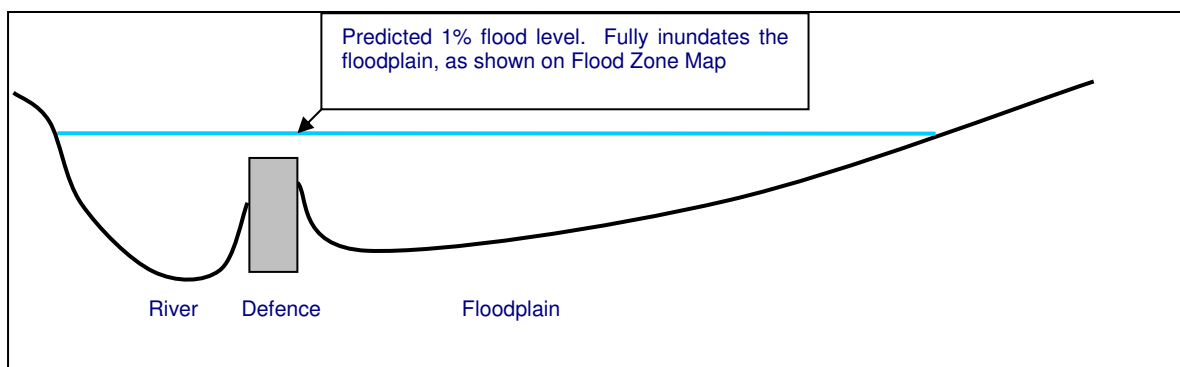 Predicted 1% flood level. Fully inundates the
floodplain, as shown on Flood Zone Map
River Defence Floodplain